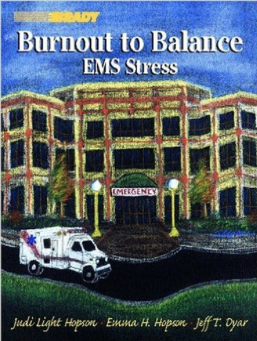 BRADY
Burnout to Balance
EMS Stress
EMERGENCY
Judi Light Hopson · Emma H. Hopson · Jeff T. Dyar